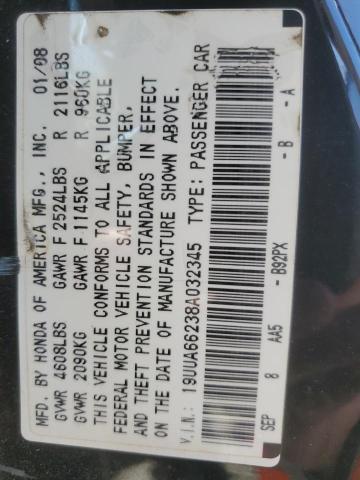 MFD. BY HONDA OF AMERICA MFG., INC. 01/08
GVWR 4608LBS GAWR F 2524LBS R 2116LBS
GVWR 2090KG GAWR F 1145KG R 960KG
THIS VEHICLE CONFORMS TO ALL APPLICABLE
FEDERAL MOTOR VEHICLE SAFETY, BUMPER,
AND THEFT PREVENTION STANDARDS IN EFFECT
ON THE DATE OF MANUFACTURE SHOWN ABOVE.
V.I.N.: 19UUA66238A032345 TYPE: PASSENGER CAR
SEP 8 AA5 - B92PX - B - A